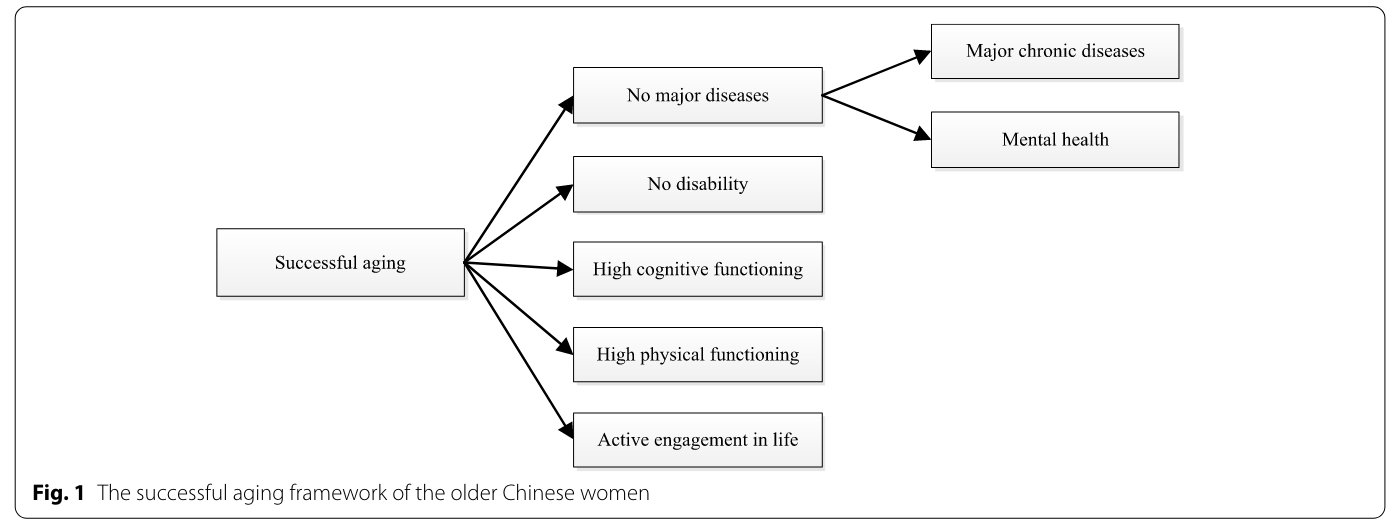 Major chronic diseases
No major diseases
Mental health
No disability
Successful aging
High cognitive functioning
High physical functioning
Active engagement in life
Fig. 1 The successful aging framework of the older Chinese women